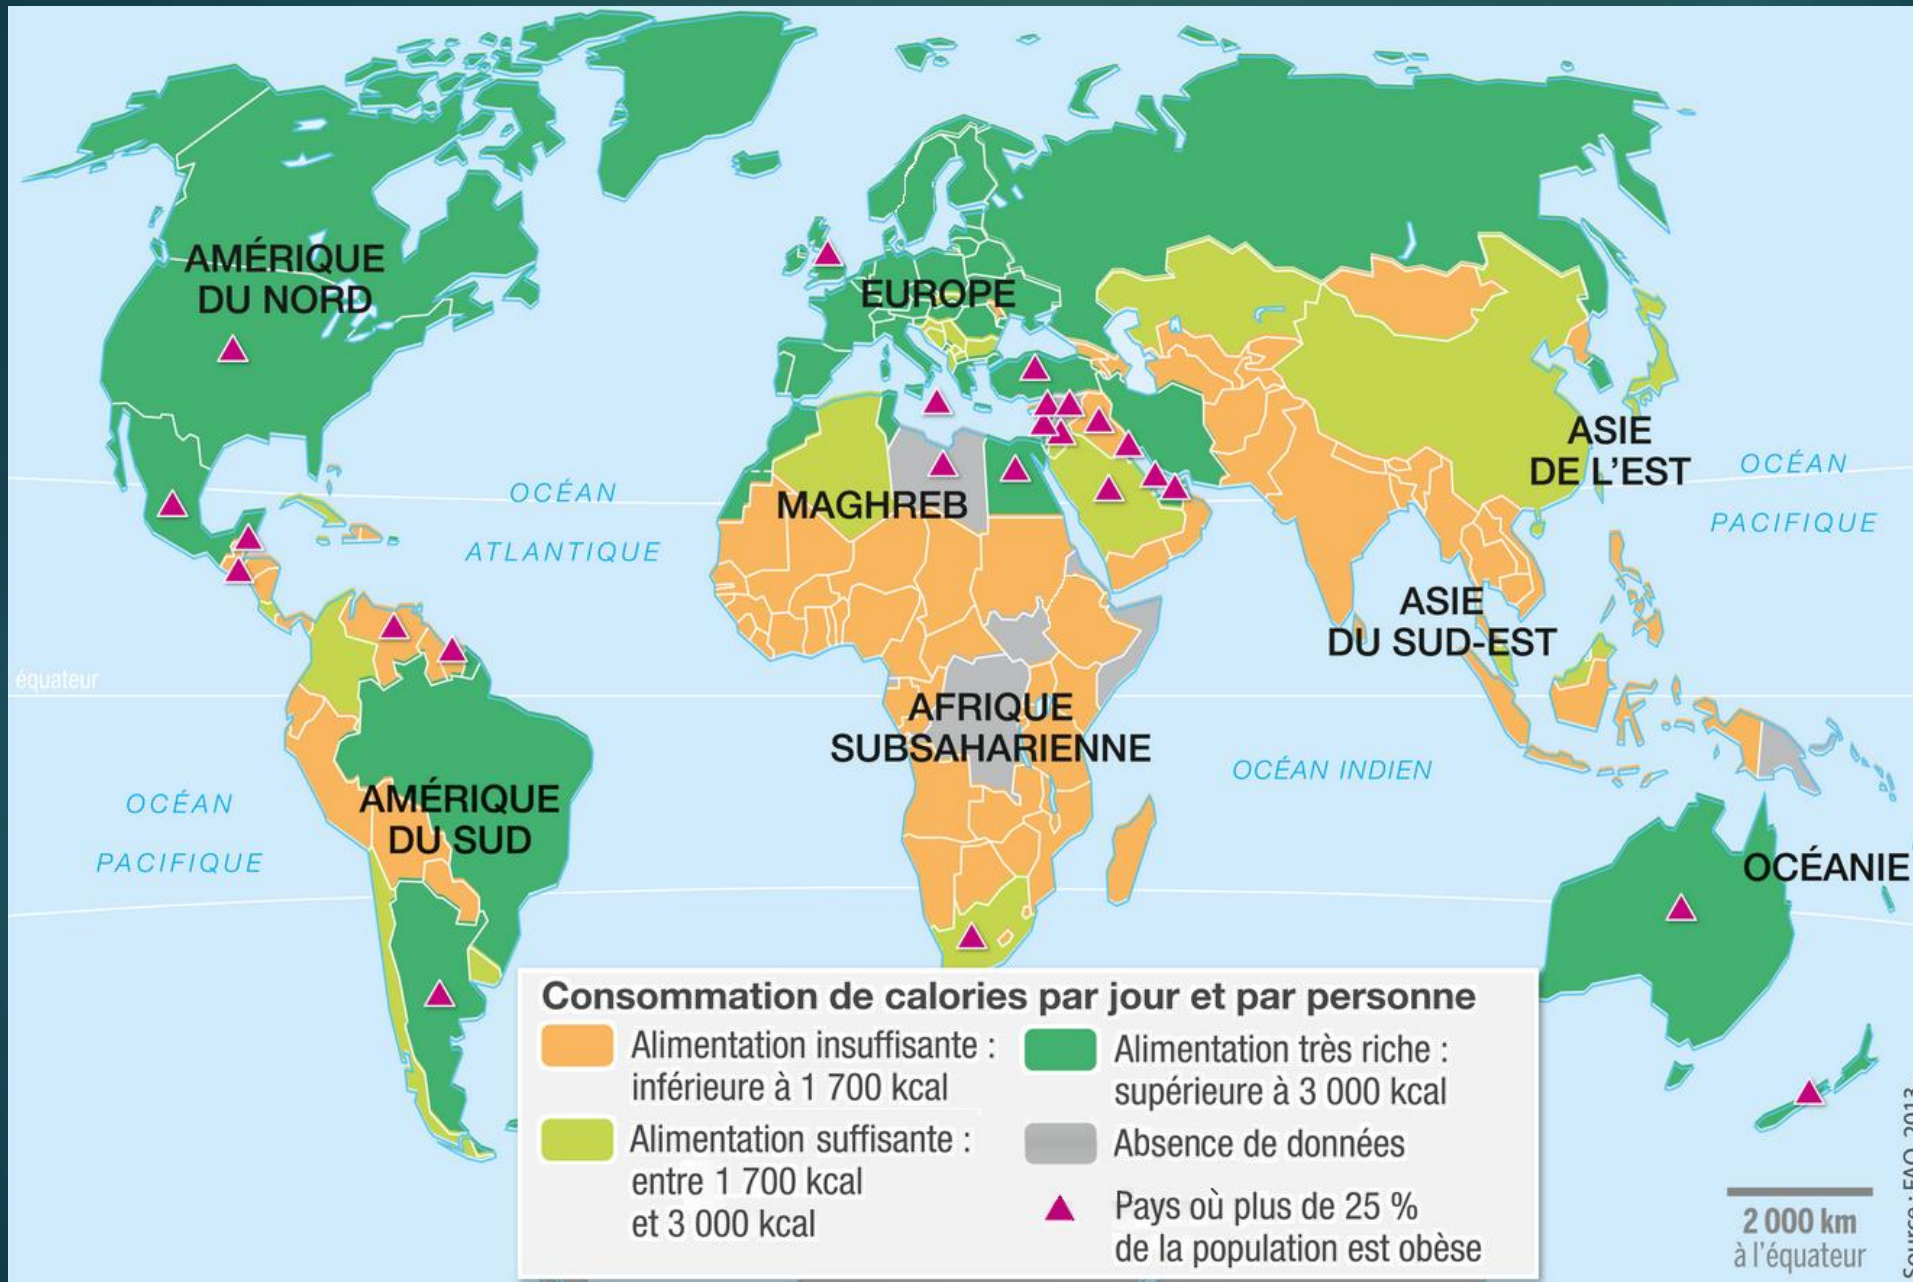 AMÉRIQUE
DU NORD
EUROPE
ASIE
DE L'EST
OCÉAN
PACIFIQUE
OCÉAN
ATLANTIQUE
MAGHREB
ASIE
DU SUD-EST
équateur
AFRIQUE
SUBSAHARIENNE
OCÉAN INDIEN
OCÉAN
PACIFIQUE
AMÉRIQUE
DU SUD
OCÉANIE
Consommation de calories par jour et par personne
Alimentation insuffisante :
inférieure à 1 700 kcal
Alimentation suffisante :
entre 1 700 kcal
et 3 000 kcal
Alimentation très riche :
supérieure à 3 000 kcal
Absence de données
Pays où plus de 25 %
de la population est obèse
2 000 km
à l'équateur
Source : FAO 2013